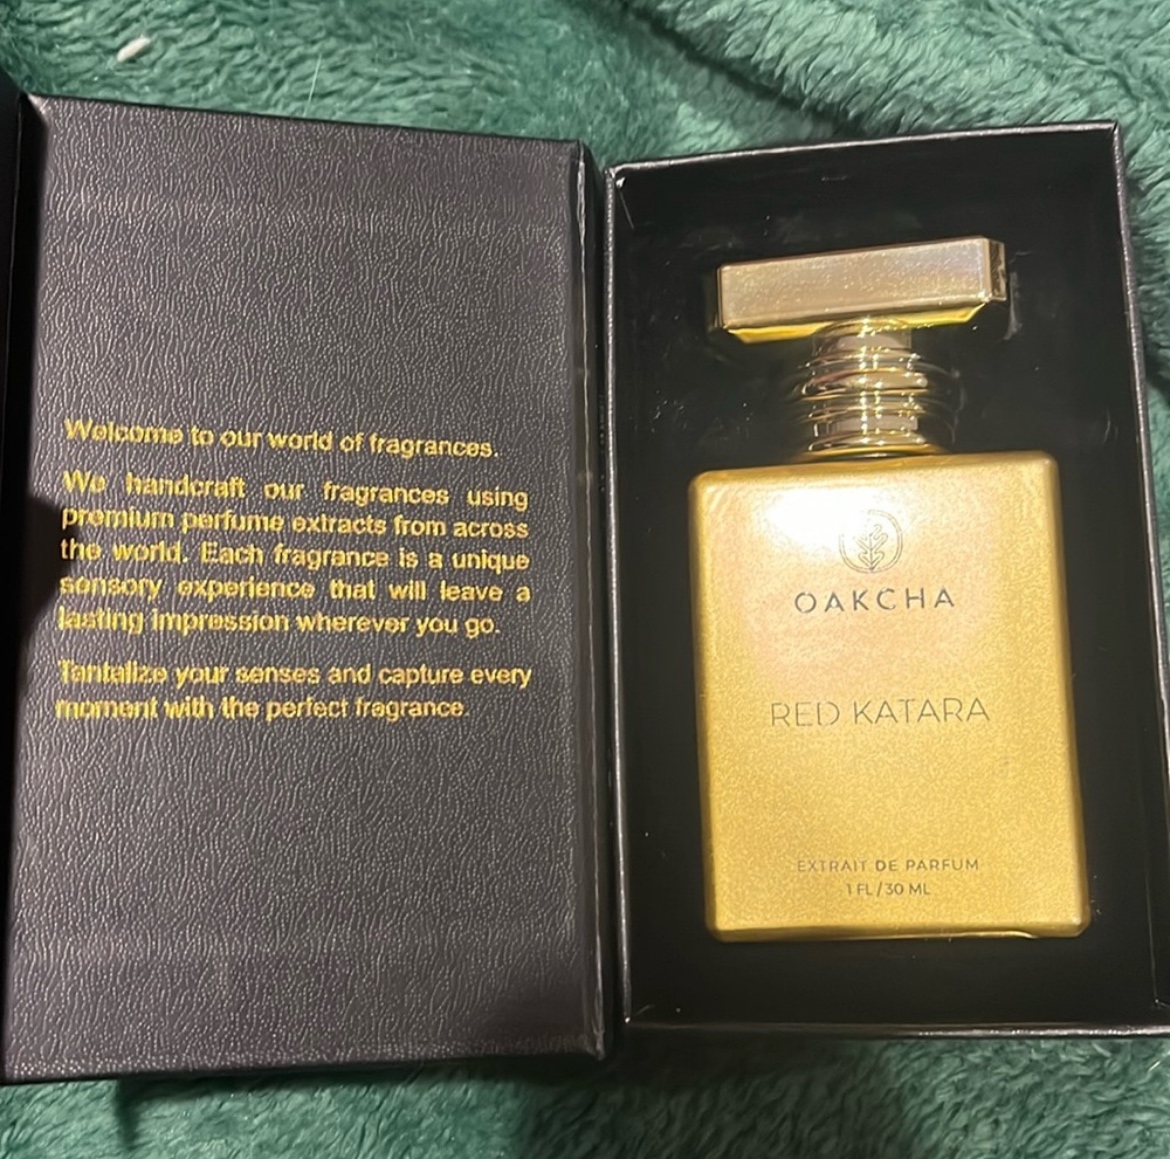 Welcome to our world of fragrances.
We handcraft our fragrances using
premium perfume extracts from across
the world. Each fragrance is a unique
sensory experience that will leave a
lasting impression wherever you go.
Tantalize your senses and capture every
moment with the perfect fragrance.
OAKCHA
RED KATARA
EXTRAIT DE PARFUM
1 FL / 30 ML